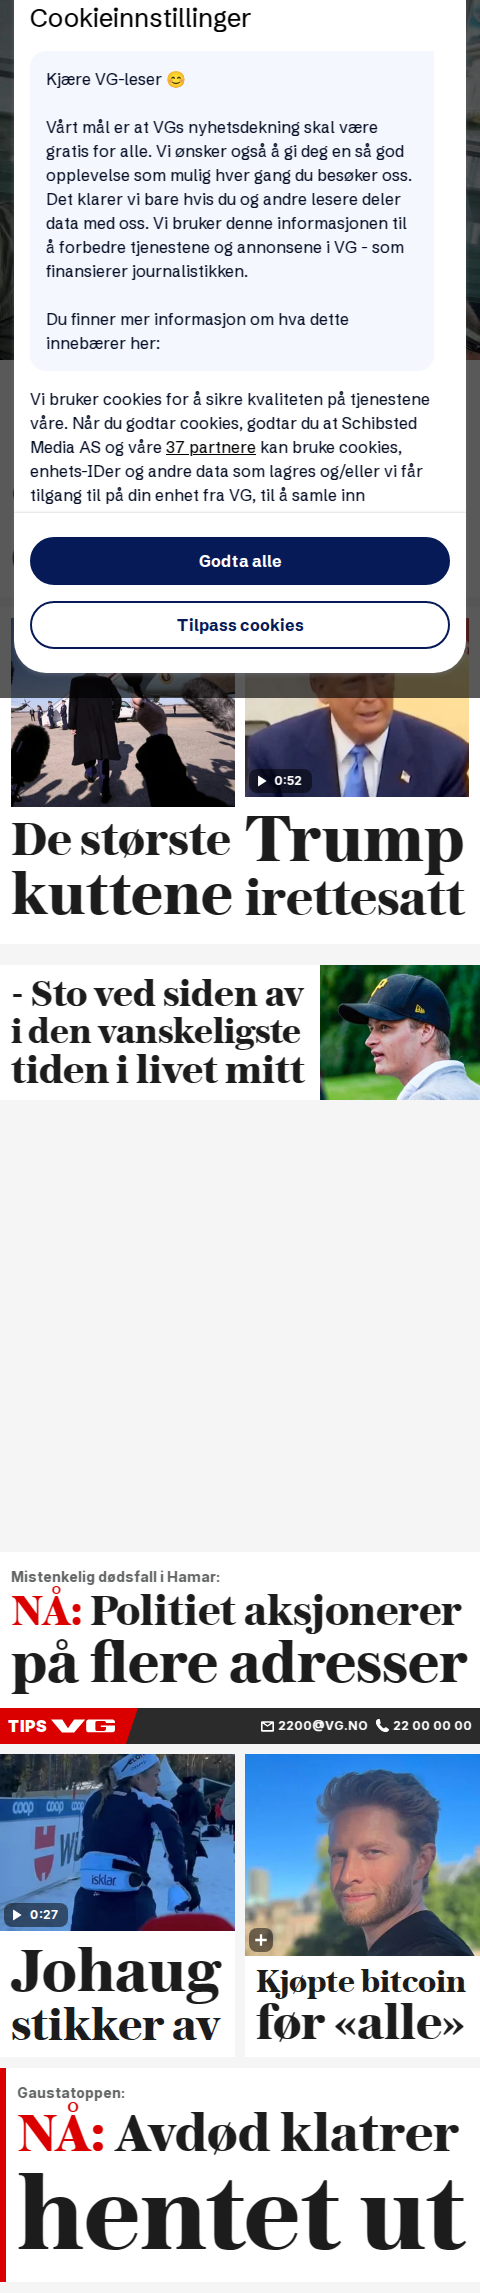 Cookieinnstillinger
Kjære VG-leser 😊
Vårt mål er at VGs nyhetsdekning skal være
gratis for alle. Vi ønsker også å gi deg en så god
opplevelse som mulig hver gang du besøker oss.
Det klarer vi bare hvis du og andre lesere deler
data med oss. Vi bruker denne informasjonen til
å forbedre tjenestene og annonsene i VG - som
finansierer journalistikken.
Du finner mer informasjon om hva dette
innebærer her:
Vi bruker cookies for å sikre kvaliteten på tjenestene
våre. Når du godtar cookies, godtar du at Schibsted
Media AS og våre 37 partnere kan bruke cookies,
enhets-IDer og andre data som lagres og/eller vi får
tilgang til på din enhet fra VG, til å samle inn
Godta alle
Tilpass cookies
0:52
De største
kuttene
Trump
irettesatt
- Sto ved siden av
i den vanskeligste
tiden i livet mitt
Mistenkelig dødsfall i Hamar:
NÅ: Politiet aksjonerer
på flere adresser
TIPS VG 2200@VG.NO 22 00 00 00
coop coop coop
isklar
0:27
Johaug
stikker av
Kjøpte bitcoin
før «alle»
Gaustatoppen:
NÅ: Avdød klatrer
hentet ut